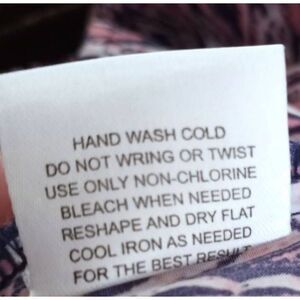 HAND WASH COLD
DO NOT WRING OR TWIST
USE ONLY NON-CHLORINE
BLEACH WHEN NEEDED
RESHAPE AND DRY FLAT
COOL IRON AS NEEDED
FOR THE BEST RESULT